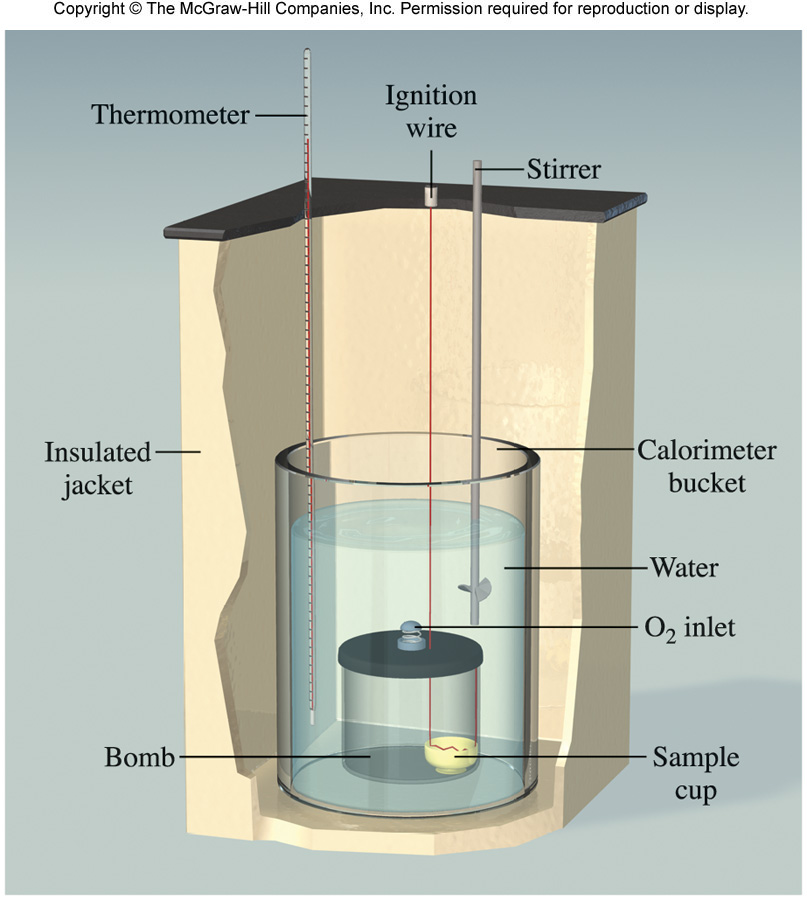 Copyright © The McGraw-Hill Companies, Inc. Permission required for reproduction or display.
Thermometer
Ignition
wire
Stirrer
Insulated
jacket
Calorimeter
bucket
Water
O₂ inlet
Bomb
Sample
cup